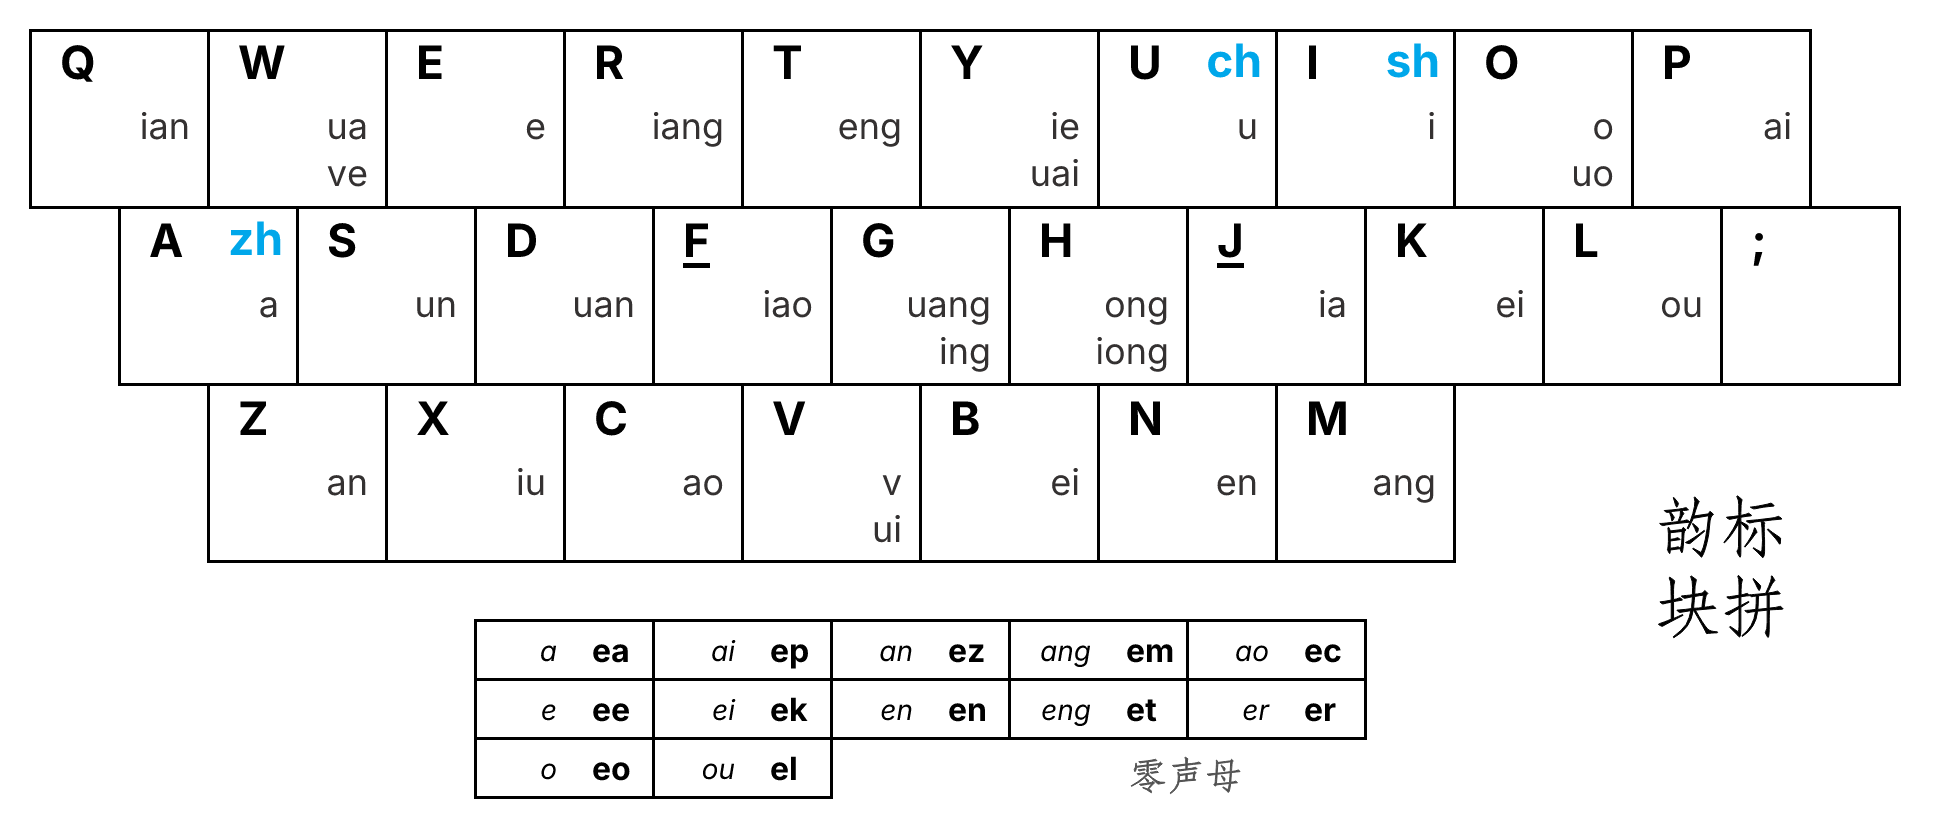 Q W E R T Y U ch I sh O P
ian ua e iang eng ie u i o ai
ve uai uo
A zh S D F G H J K L ;
a un uan iao uang ong ia ei ou
ing iong
Z X C V B N M
an iu ao v ei en ang
ui
韵标
块拼
a ea ai ep an ez ang em ao ec
e ee ei ek en en eng et er er
o eo ou el
零声母